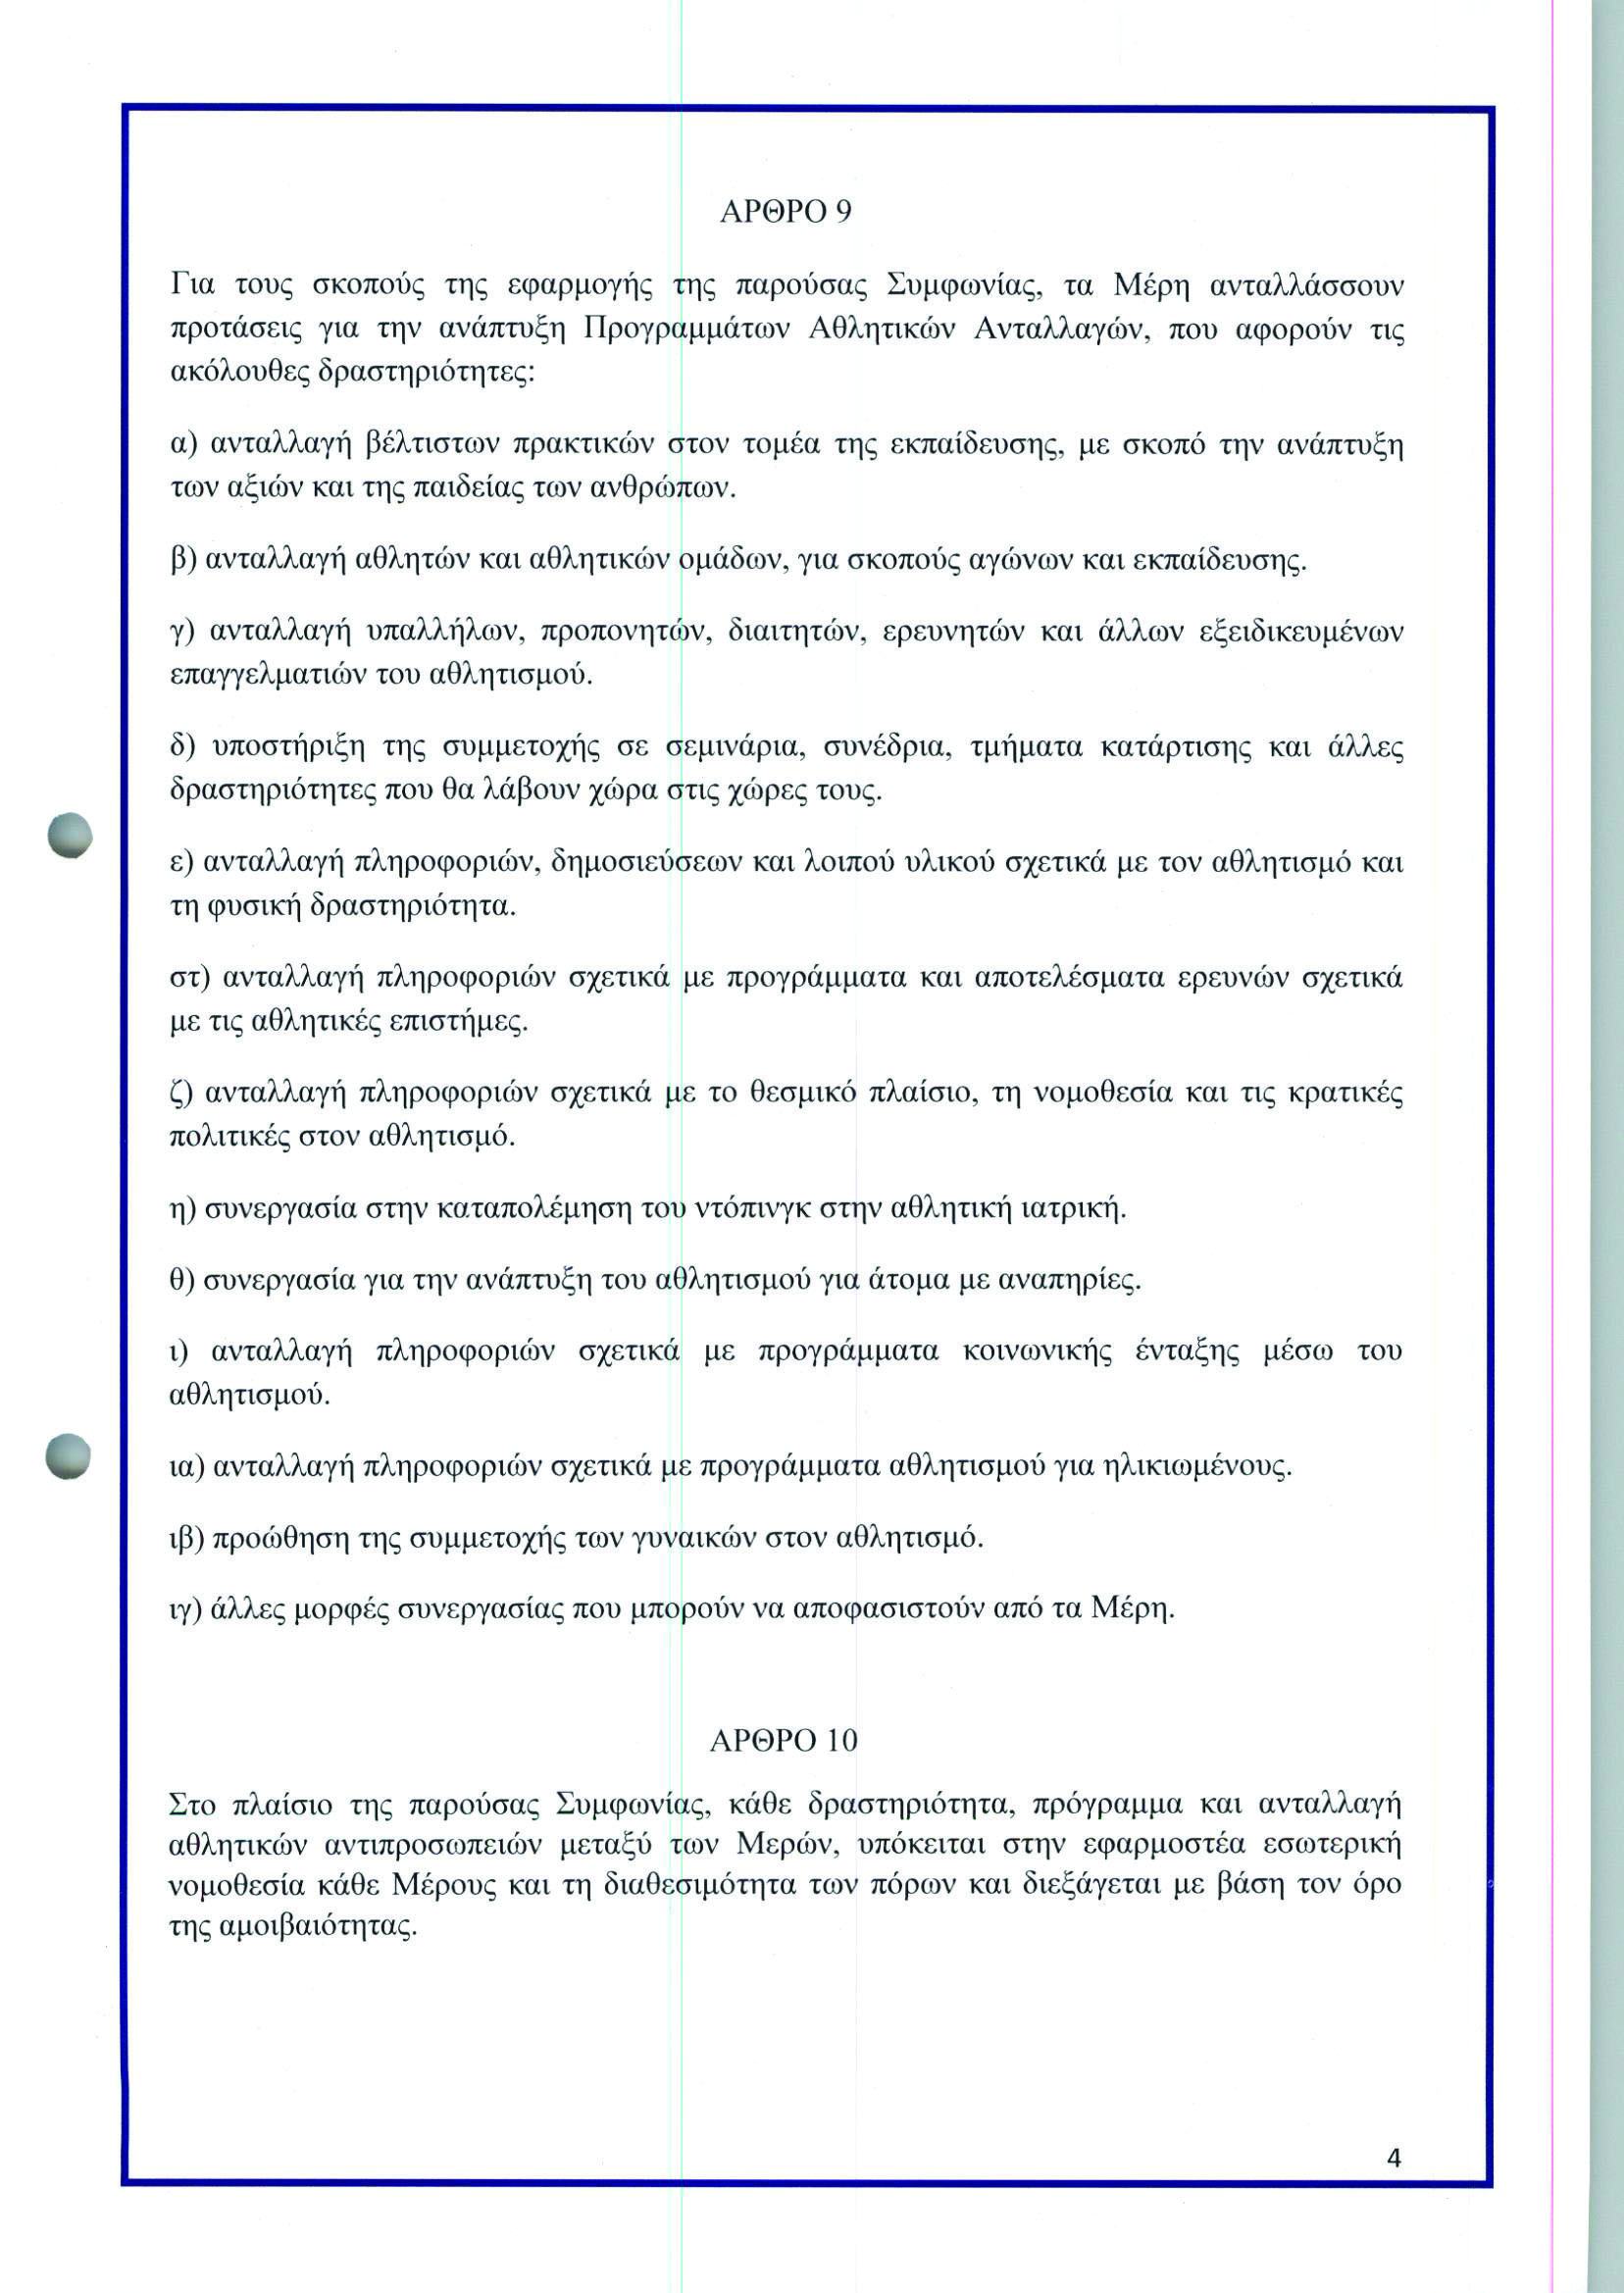 ΑΡΘΡΟ 9
Για τους σκοπούς της εφαρμογής της παρούσας Συμφωνίας, τα Μέρη ανταλλάσσουν
προτάσεις για την ανάπτυξη Προγραμμάτων Αθλητικών Ανταλλαγών, που αφορούν τις
ακόλουθες δραστηριότητες:
α) ανταλλαγή βέλτιστων πρακτικών στον τομέα της εκπαίδευσης, με σκοπό την ανάπτυξη
των αξιών και της παιδείας των ανθρώπων.
β) ανταλλαγή αθλητών και αθλητικών ομάδων, για σκοπούς αγώνων και εκπαίδευσης.
γ) ανταλλαγή υπαλλήλων, προπονητών, διαιτητών, ερευνητών και άλλων εξειδικευμένων
επαγγελματιών του αθλητισμού.
δ) υποστήριξη της συμμετοχής σε σεμινάρια, συνέδρια, τμήματα κατάρτισης και άλλες
δραστηριότητες που θα λάβουν χώρα στις χώρες τους.
ε) ανταλλαγή πληροφοριών, δημοσιεύσεων και λοιπού υλικού σχετικά με τον αθλητισμό και
τη φυσική δραστηριότητα.
στ) ανταλλαγή πληροφοριών σχετικά με προγράμματα και αποτελέσματα ερευνών σχετικά
με τις αθλητικές επιστήμες.
ζ) ανταλλαγή πληροφοριών σχετικά με το θεσμικό πλαίσιο, τη νομοθεσία και τις κρατικές
πολιτικές στον αθλητισμό.
η) συνεργασία στην καταπολέμηση του ντόπινγκ στην αθλητική ιατρική.
θ) συνεργασία για την ανάπτυξη του αθλητισμού για άτομα με αναπηρίες.
ι) ανταλλαγή πληροφοριών σχετικά με προγράμματα κοινωνικής ένταξης μέσω του
αθλητισμού.
ια) ανταλλαγή πληροφοριών σχετικά με προγράμματα αθλητισμού για ηλικιωμένους.
ιβ) προώθηση της συμμετοχής των γυναικών στον αθλητισμό.
ιγ) άλλες μορφές συνεργασίας που μπορούν να αποφασιστούν από τα Μέρη.
ΑΡΘΡΟ 10
Στο πλαίσιο της παρούσας Συμφωνίας, κάθε δραστηριότητα, πρόγραμμα και ανταλλαγή
αθλητικών αντιπροσωπειών μεταξύ των Μερών, υπόκειται στην εφαρμοστέα εσωτερική
νομοθεσία κάθε Μέρους και τη διαθεσιμότητα των πόρων και διεξάγεται με βάση τον όρο
της αμοιβαιότητας.
4